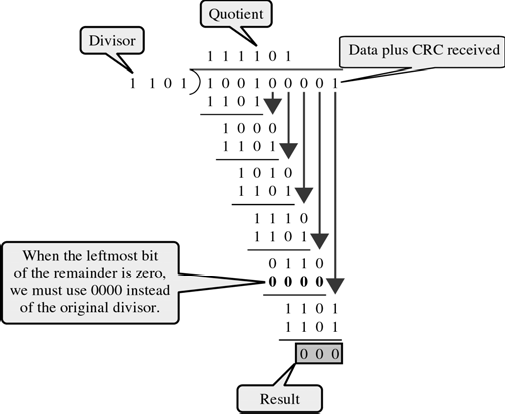 Quotient
Divisor
1 1 1 1 0 1
Data plus CRC received
1 1 0 1 ) 1 0 0 1 0 0 0 0 1
1 1 0 1
1 0 0 0
1 1 0 1
1 0 1 0
1 1 0 1
1 1 1 0
1 1 0 1
0 1 1 0
0 0 0 0
When the leftmost bit
of the remainder is zero,
we must use 0000 instead
of the original divisor.
1 1 0 1
1 1 0 1
0 0 0
Result